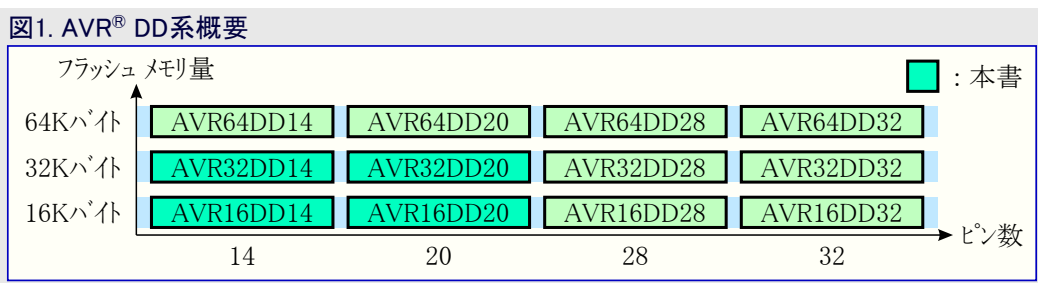 図1. AVR® DD系概要
フラッシュ メモリ量
：本書
64Kバイト AVR64DD14 AVR64DD20 AVR64DD28 AVR64DD32
32Kバイト AVR32DD14 AVR32DD20 AVR32DD28 AVR32DD32
16Kバイト AVR16DD14 AVR16DD20 AVR16DD28 AVR16DD32
ピン数
14 20 28 32